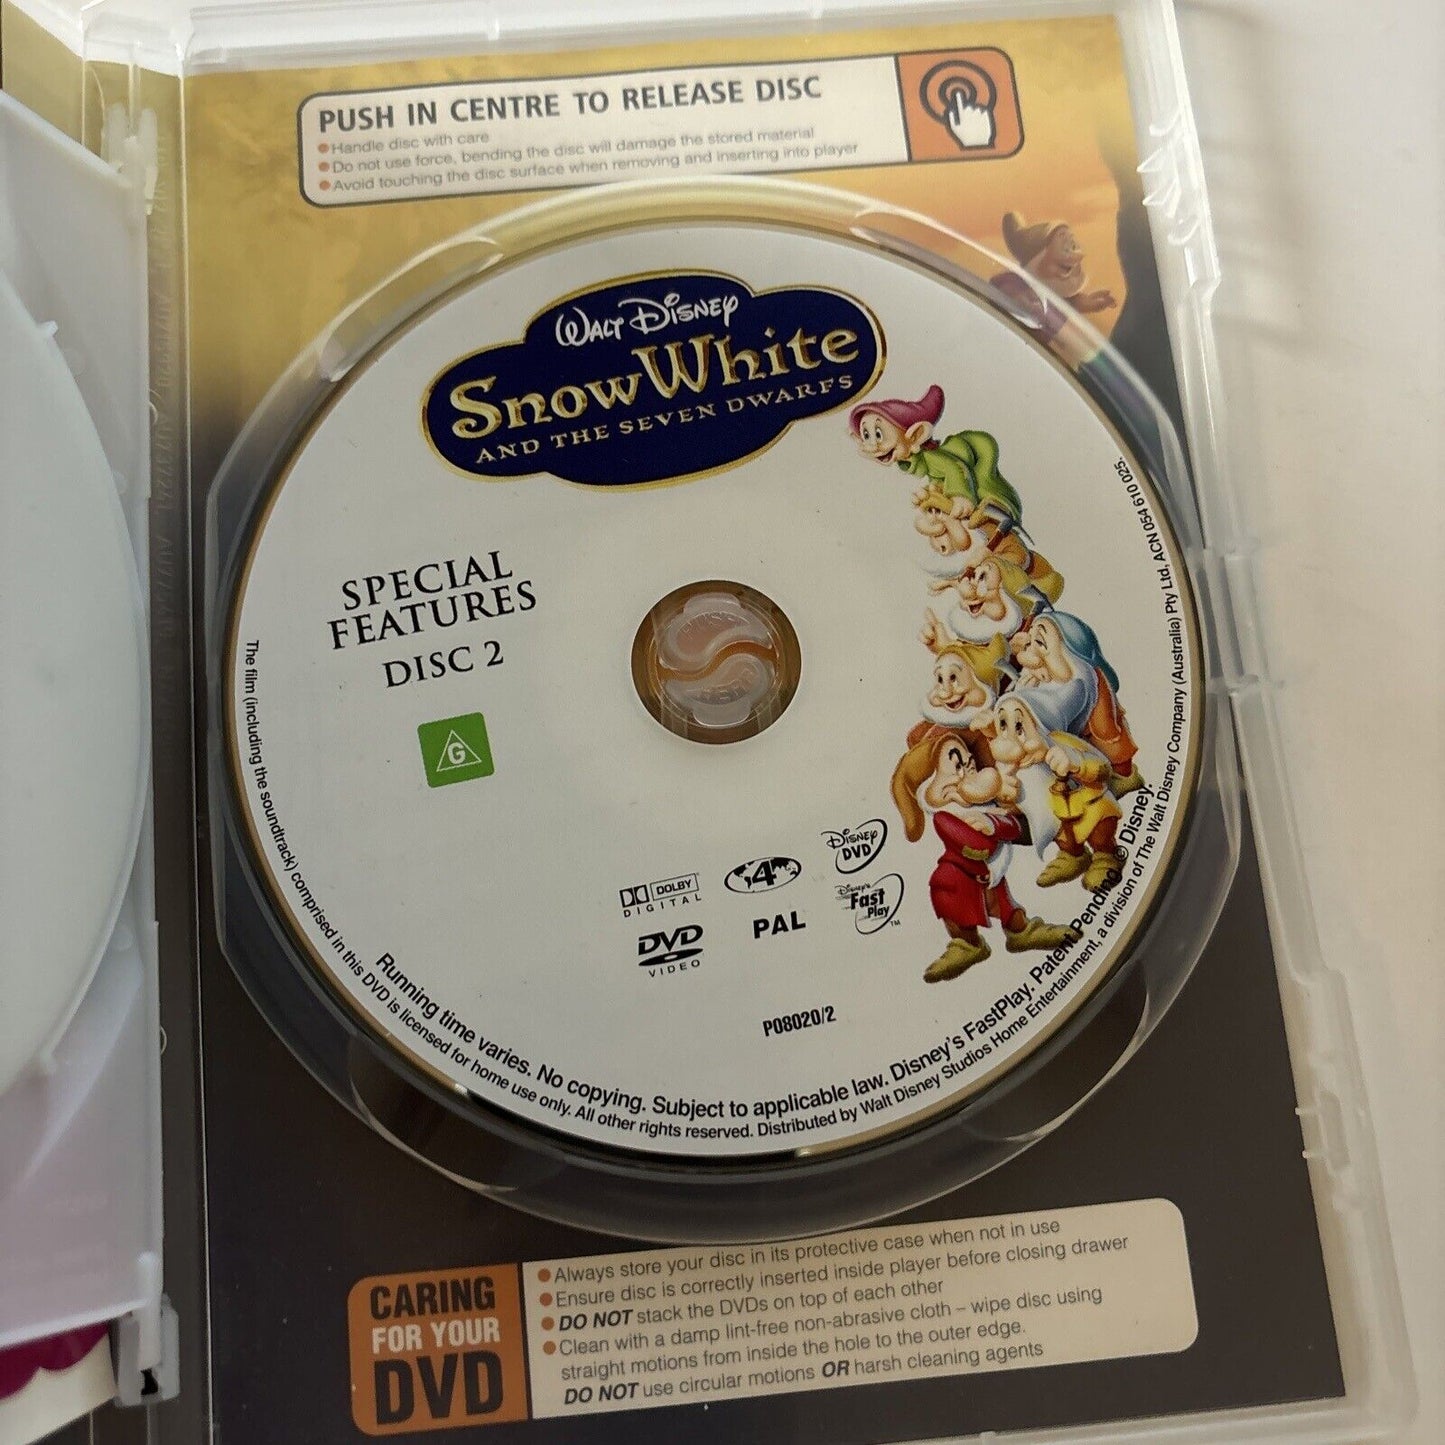 PUSH IN CENTRE TO RELEASE DISC
Handle disc with care
Do not use force, bending the disc will damage the stored material
Avoid touching the disc surface when removing and inserting into player
WALT DISNEY
Snow White
AND THE SEVEN DWARFS
SPECIAL
FEATURES
DISC 2
G
DISNEY
DVD
DOLBY
DIGITAL
4
Disney's
Fast
Play
TM
DVD
VIDEO
PAL
P08020/2
Running time varies. No copying. Subject to applicable law. Disney's FastPlay. Patent Pending © Disney.
The film (including the soundtrack) comprised in this DVD is licensed for home use only. All other rights reserved. Distributed by Walt Disney Studios Home Entertainment, a division of The Walt Disney Company (Australia) Pty Ltd. ACN 054 610 025.
CARING
FOR YOUR
DVD
Always store your disc in its protective case when not in use
Ensure disc is correctly inserted inside player before closing drawer
DO NOT stack the DVDs on top of each other
Clean with a damp lint-free non-abrasive cloth – wipe disc using
straight motions from inside the hole to the outer edge.
DO NOT use circular motions OR harsh cleaning agents